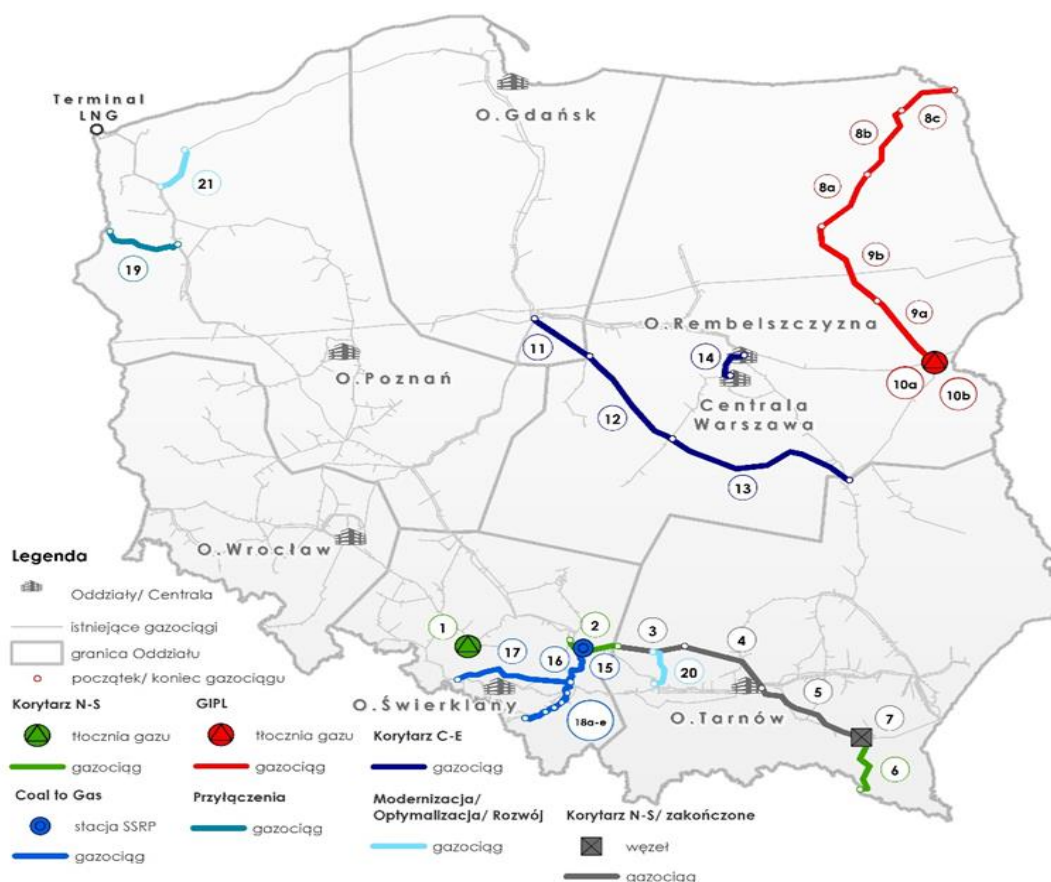 Terminal
LNG
O.Gdańsk
8c
8b
8a
21
19
9b
9a
O.Rembelszczyzna
11
14
10a
10b
O.Poznań
Centrala
Warszawa
12
13
O.Wrocław
Legenda
Oddziały/ Centrala
istniejące gazociągi
granica Oddziału
początek/ koniec gazociągu
1
2
3
4
17
16
15
20
5
O.Świerklany
18a-e
O.Tarnów
7
6
Korytarz N-S
tłocznia gazu
gazociąg
GIPL
tłocznia gazu
gazociąg
Korytarz C-E
gazociąg
Coal to Gas
stacja SSRP
gazociąg
Przyłączenia
gazociąg
Modernizacja/
Optymalizacja/ Rozwój
gazociąg
Korytarz N-S/ zakończone
węzeł
gazociąg